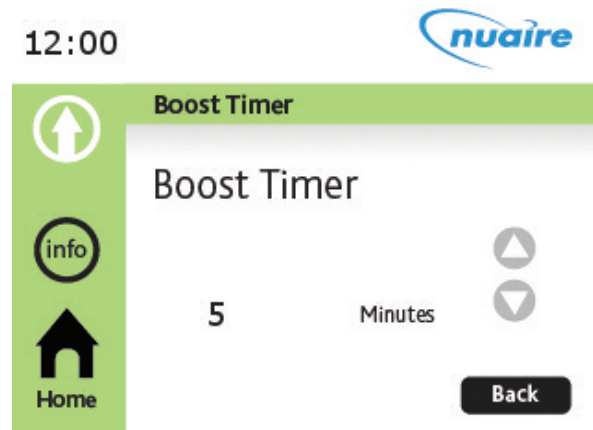 12:00
nuaire
Boost Timer
Boost Timer
info
5 Minutes
Home
Back